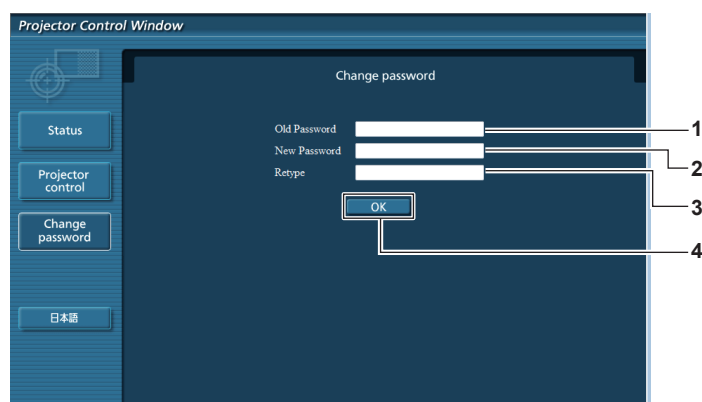 Projector Control Window
Change password
Status
Projector
control
Change
password
日本語
Old Password
New Password
Retype
OK
1
2
3
4